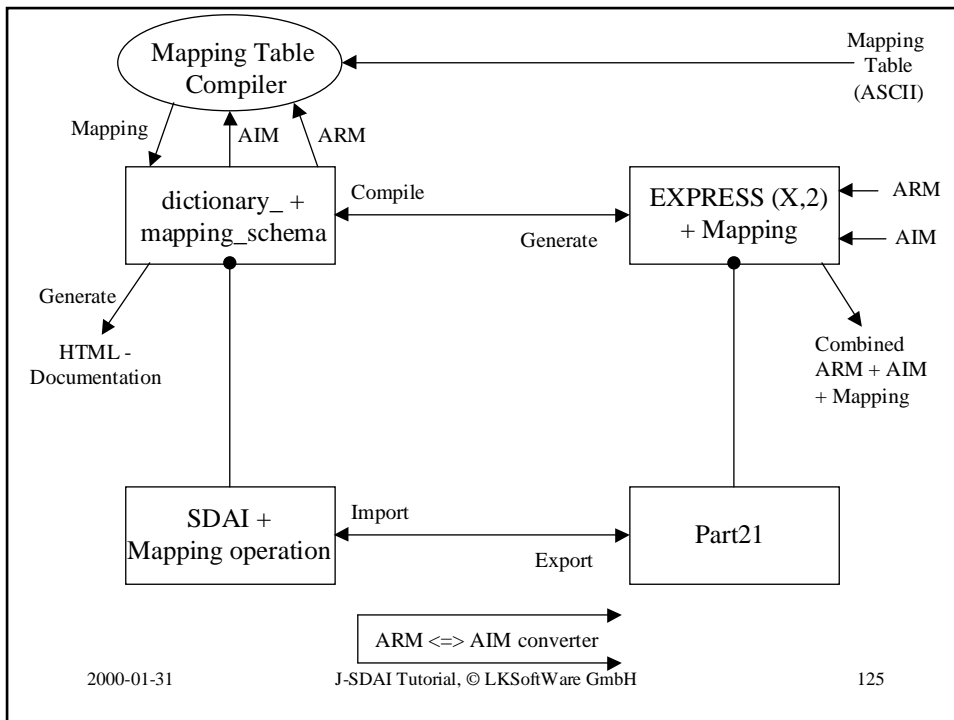 Mapping Table
Compiler
Mapping
Table
(ASCII)
Mapping
AIM
ARM
dictionary_ +
mapping_schema
Compile
Generate
EXPRESS (X,2)
+ Mapping
ARM
AIM
Generate
HTML -
Documentation
Combined
ARM + AIM
+ Mapping
SDAI +
Mapping operation
Import
Export
Part21
ARM <=> AIM converter
2000-01-31
J-SDAI Tutorial, © LKSoftWare GmbH
125